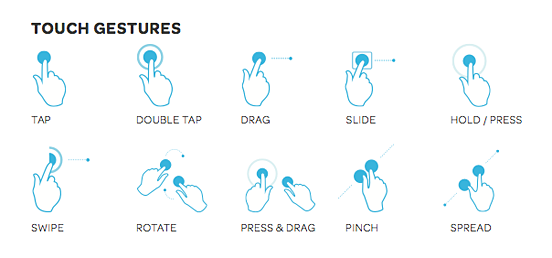 TOUCH GESTURES
TAP
DOUBLE TAP
DRAG
SLIDE
HOLD / PRESS
SWIPE
ROTATE
PRESS & DRAG
PINCH
SPREAD